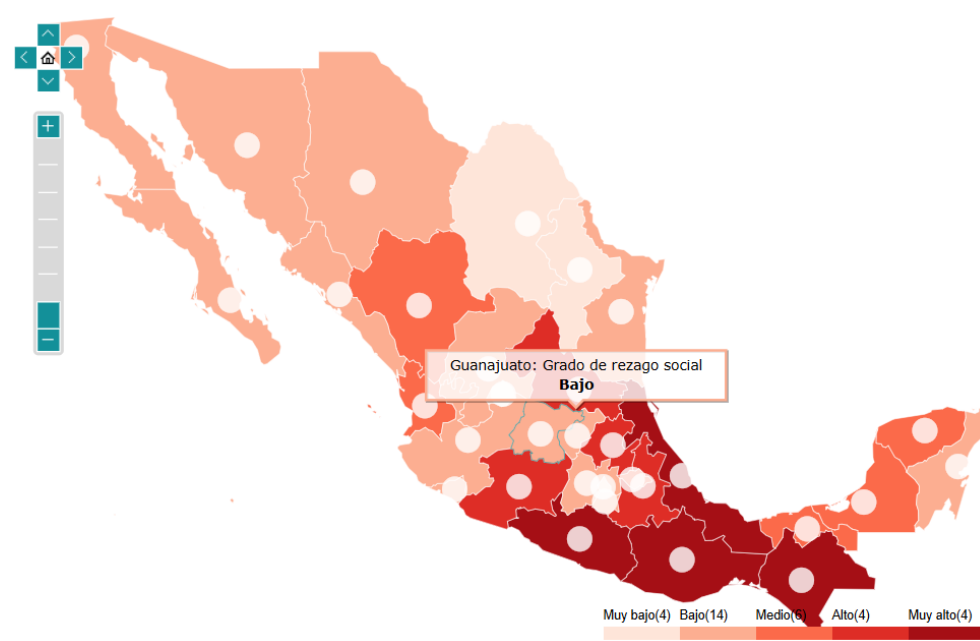 Guanajuato: Grado de rezago social
Bajo
Muy bajo(4) Bajo(14) Medio(6) Alto(4) Muy alto(4)